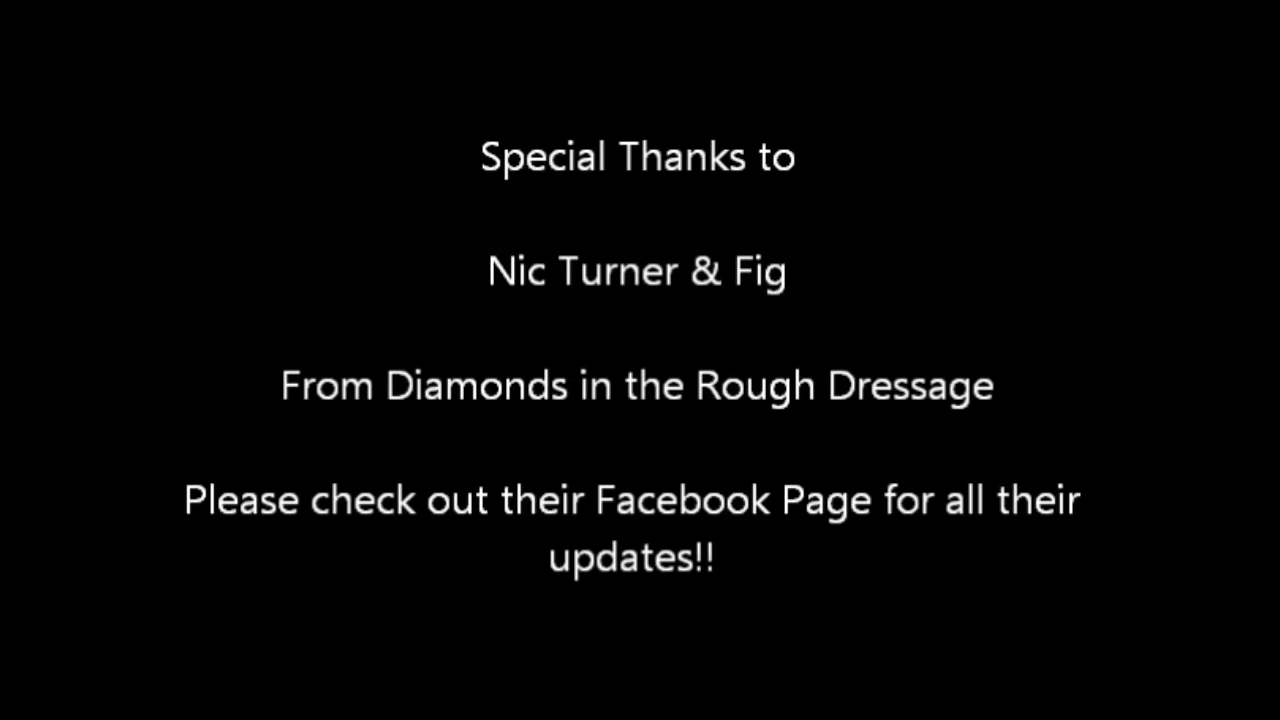 Special Thanks to
Nic Turner & Fig
From Diamonds in the Rough Dressage
Please check out their Facebook Page for all their
updates!!